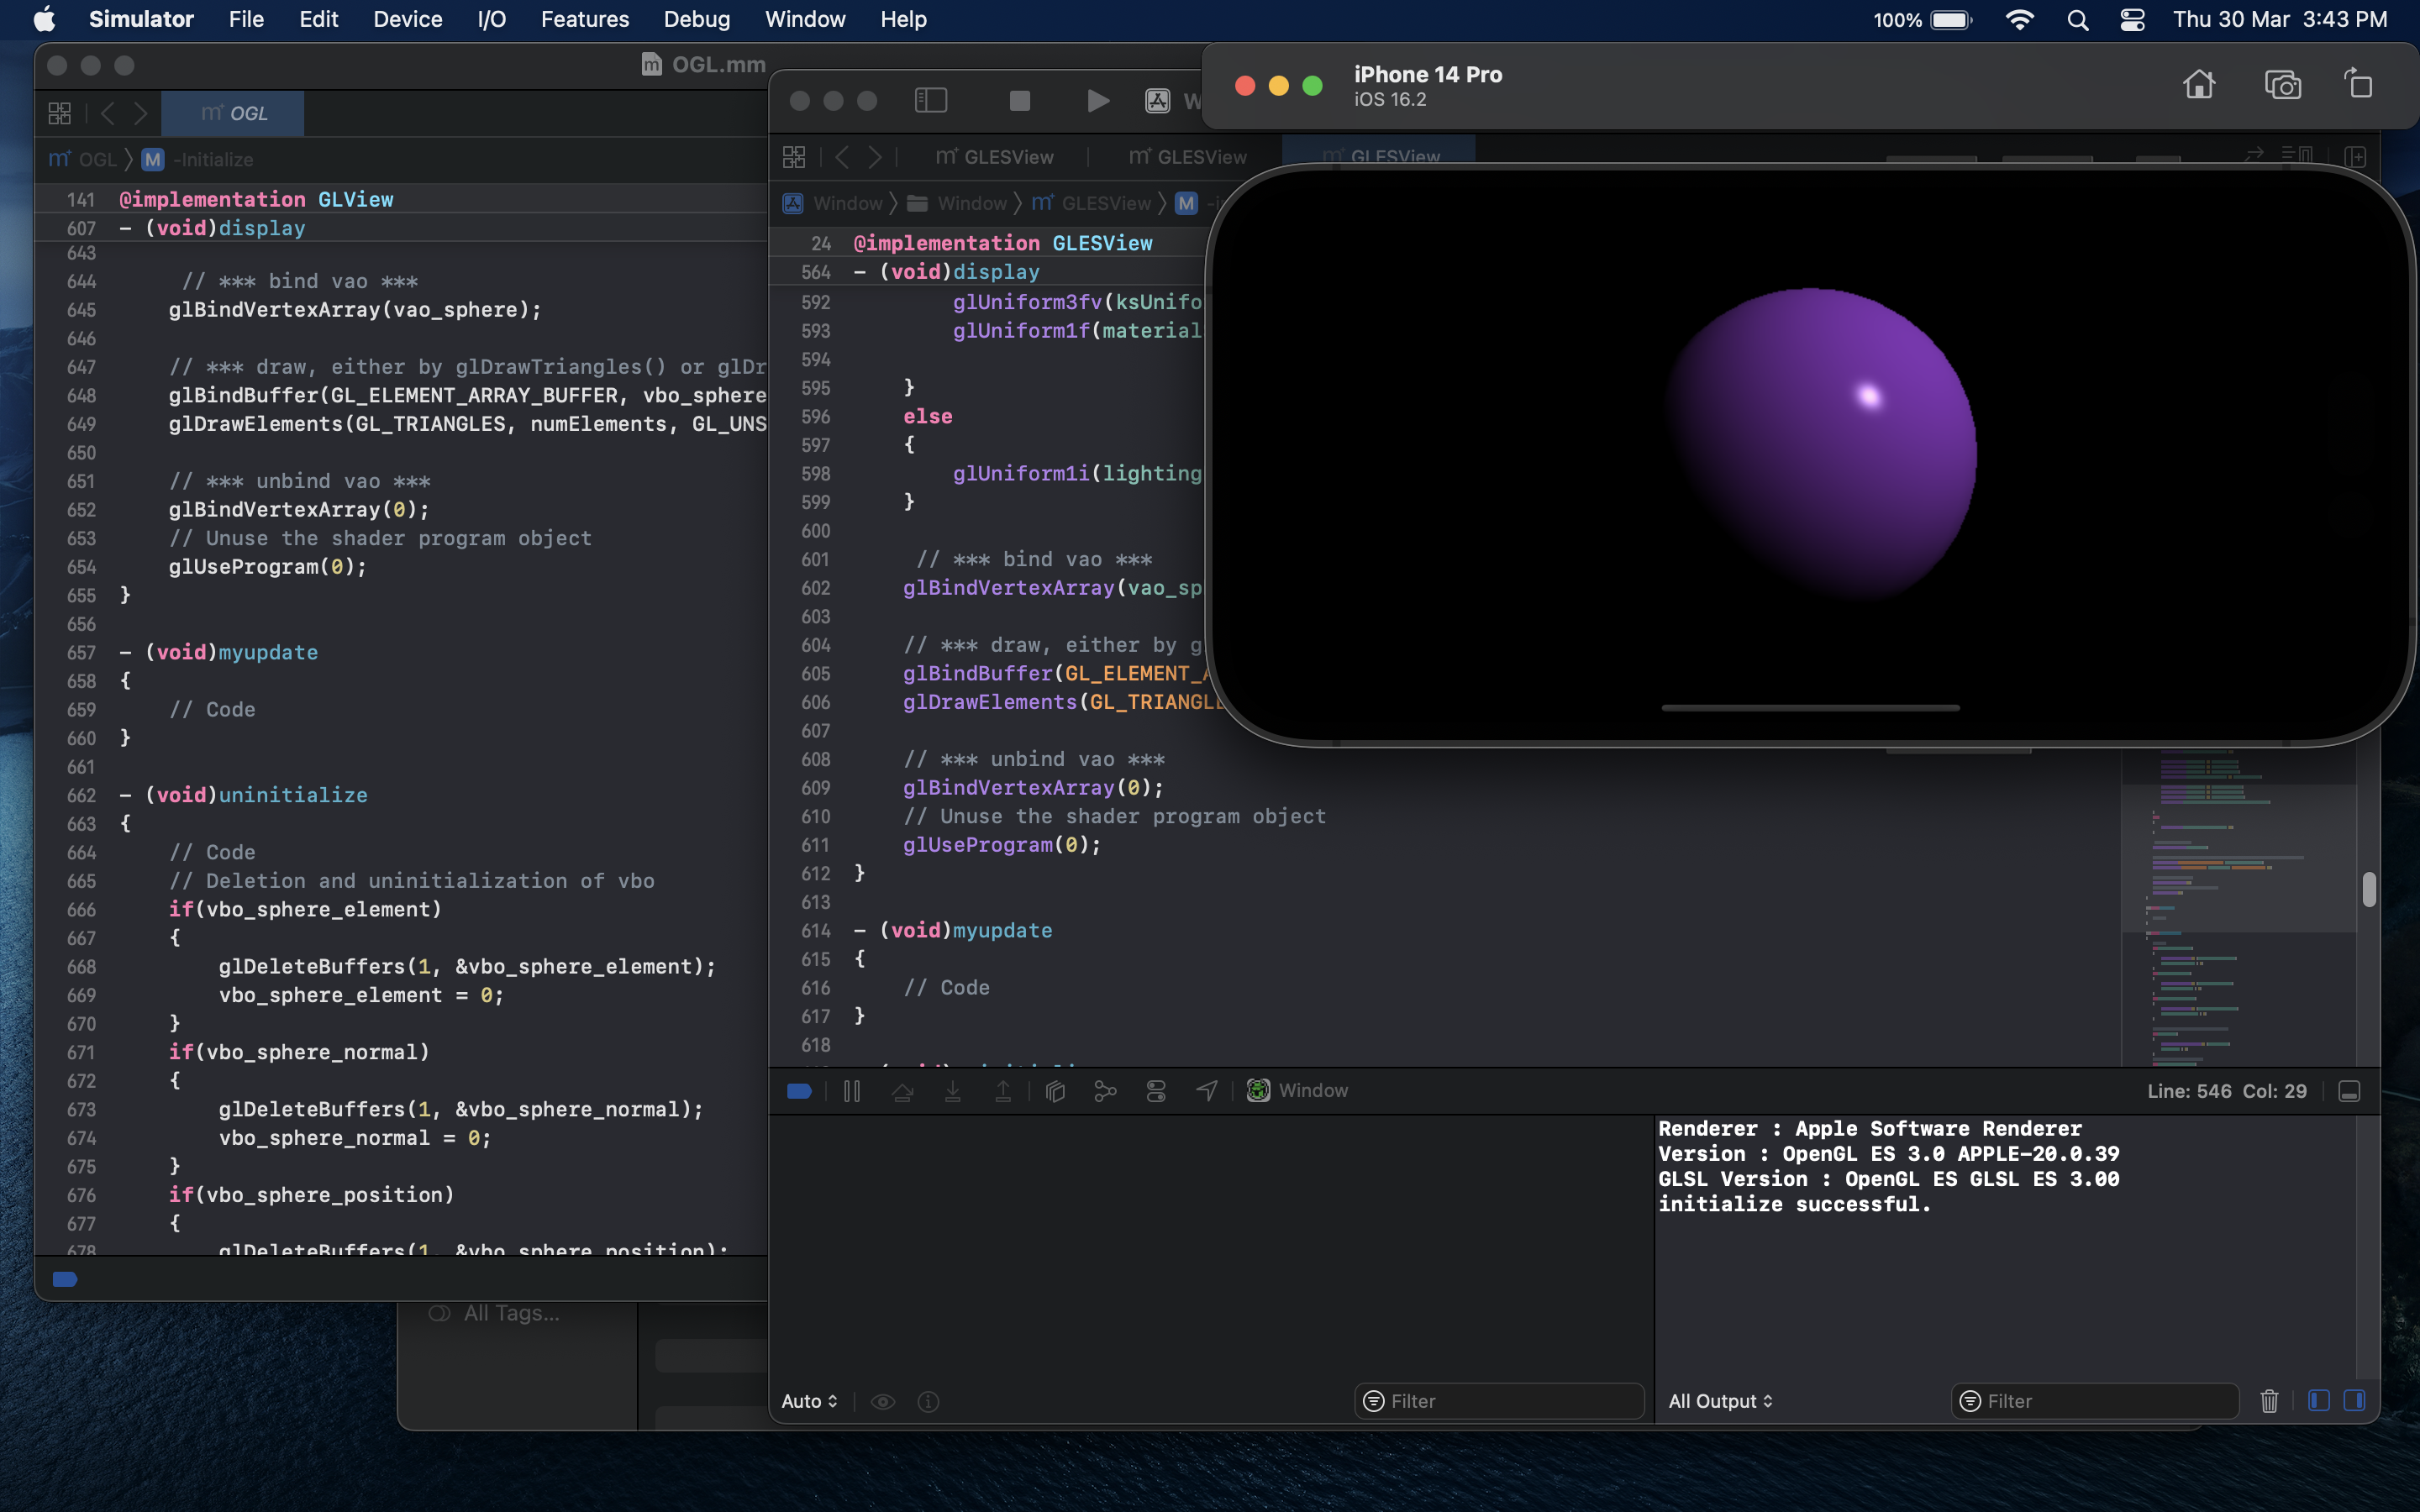 Simulator File Edit Device I/O Features Debug Window Help 100% Thu 30 Mar 3:43 PM
OGL.mm
OGL
OGL M -Initialize
141 @implementation GLView
607 - (void)display
643
644 // *** bind vao ***
645 glBindVertexArray(vao_sphere);
646
647 // *** draw, either by glDrawTriangles() or glDr
648 glBindBuffer(GL_ELEMENT_ARRAY_BUFFER, vbo_sphere
649 glDrawElements(GL_TRIANGLES, numElements, GL_UNS
650
651 // *** unbind vao ***
652 glBindVertexArray(0);
653 // Unuse the shader program object
654 glUseProgram(0);
655 }
656
657 - (void)myupdate
658 {
659 // Code
660 }
661
662 - (void)uninitialize
663 {
664 // Code
665 // Deletion and uninitialization of vbo
666 if(vbo_sphere_element)
667 {
668 glDeleteBuffers(1, &vbo_sphere_element);
669 vbo_sphere_element = 0;
670 }
671 if(vbo_sphere_normal)
672 {
673 glDeleteBuffers(1, &vbo_sphere_normal);
674 vbo_sphere_normal = 0;
675 }
676 if(vbo_sphere_position)
677 {
678 glDeleteBuffers(1, &vbo_sphere_position);
All Tags...
W
GLESView GLESView GLESView
Window Window GLESView M
24 @implementation GLESView
564 - (void)display
592 glUniform3fv(ksUnifo
593 glUniform1f(material
594
595 }
596 else
597 {
598 glUniform1i(lighting
599 }
600
601 // *** bind vao ***
602 glBindVertexArray(vao_sp
603
604 // *** draw, either by g
605 glBindBuffer(GL_ELEMENT_A
606 glDrawElements(GL_TRIANGLE
607
608 // *** unbind vao ***
609 glBindVertexArray(0);
610 // Unuse the shader program object
611 glUseProgram(0);
612 }
613
614 - (void)myupdate
615 {
616 // Code
617 }
618
iPhone 14 Pro
iOS 16.2
Window Line: 546 Col: 29
Renderer : Apple Software Renderer
Version : OpenGL ES 3.0 APPLE-20.0.39
GLSL Version : OpenGL ES GLSL ES 3.00
initialize successful.
Auto Filter All Output Filter